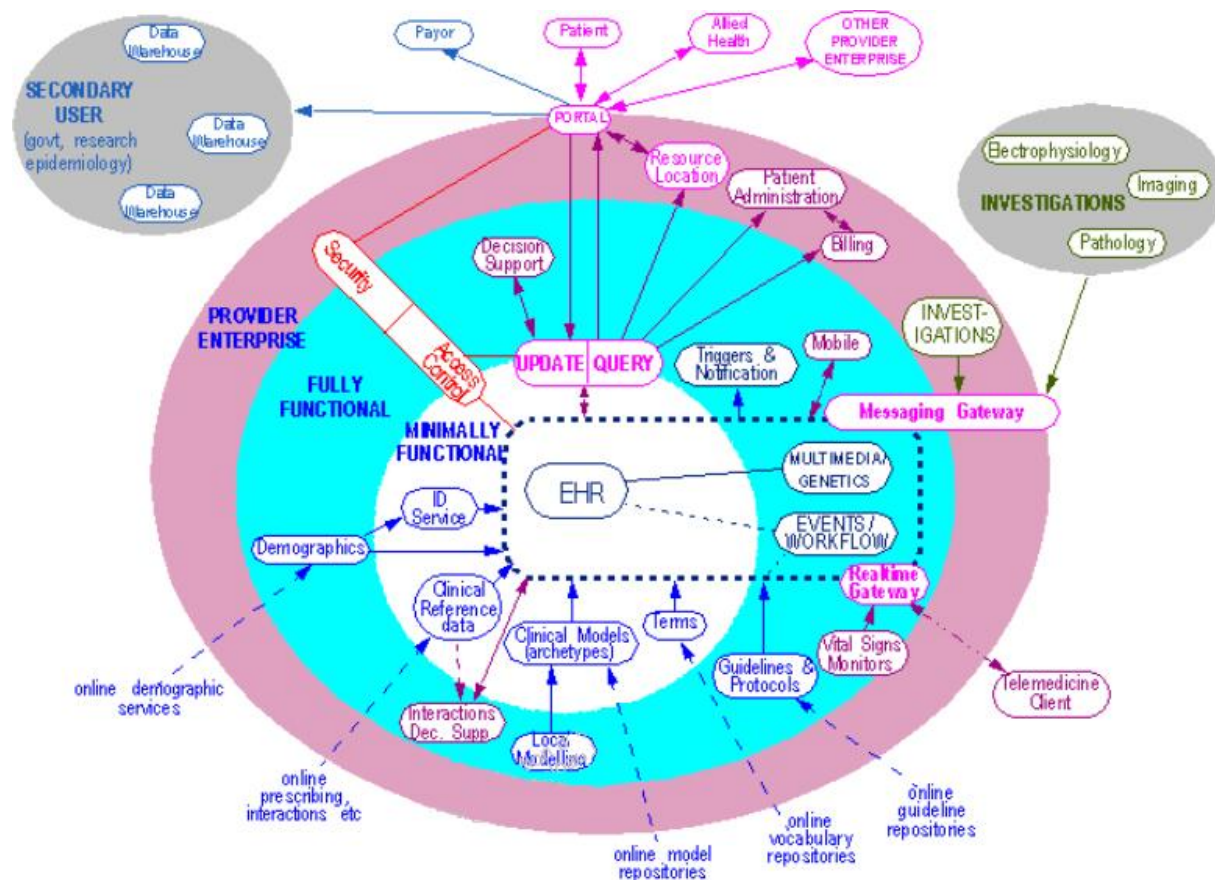 Data
Warehouse
Payor
Patient
Allied
Health
OTHER
PROVIDER
ENTERPRISE
SECONDARY
USER
(govt, research
epidemiology)
Data
Warehouse
Data
Warehouse
PORTAL
Resource
Location
Patient
Administration
Billing
Electrophysiology
Imaging
INVESTIGATIONS
Pathology
Security
Access
Control
Decision
Support
PROVIDER
ENTERPRISE
FULLY
FUNCTIONAL
MINIMALLY
FUNCTIONAL
UPDATE
QUERY
Triggers &
Notification
Mobile
INVEST-
IGATIONS
Messaging Gateway
EHR
MULTIMEDIA/
GENETICS
EVENTS/
WORKFLOW
ID
Service
Demographics
Clinical
Reference
data
Clinical Models
(archetypes)
Terms
Realtime
Gateway
Vital Signs
Monitors
Guidelines &
Protocols
Telemedicine
Client
Interactions
Dec. Supp.
Local
Modelling
online demographic
services
online
prescribing,
interactions etc
online model
repositories
online
vocabulary
repositories
online
guideline
repositories